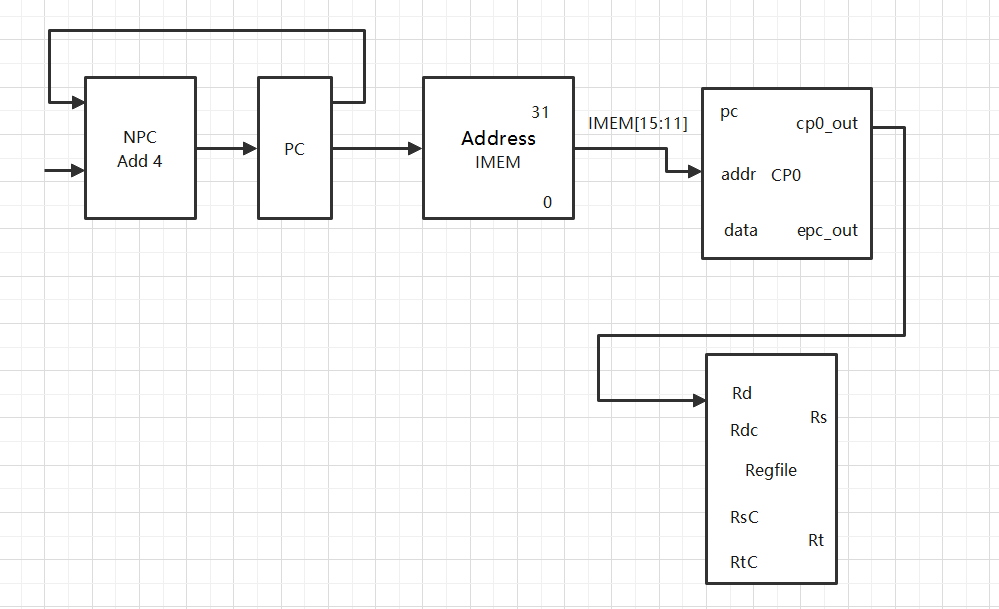 NPC
Add 4
PC
31
Address
IMEM
0
IMEM[15:11]
pc
cp0_out
addr
CP0
data
epc_out
Rd
Rs
Rdc
Regfile
RsC
Rt
RtC